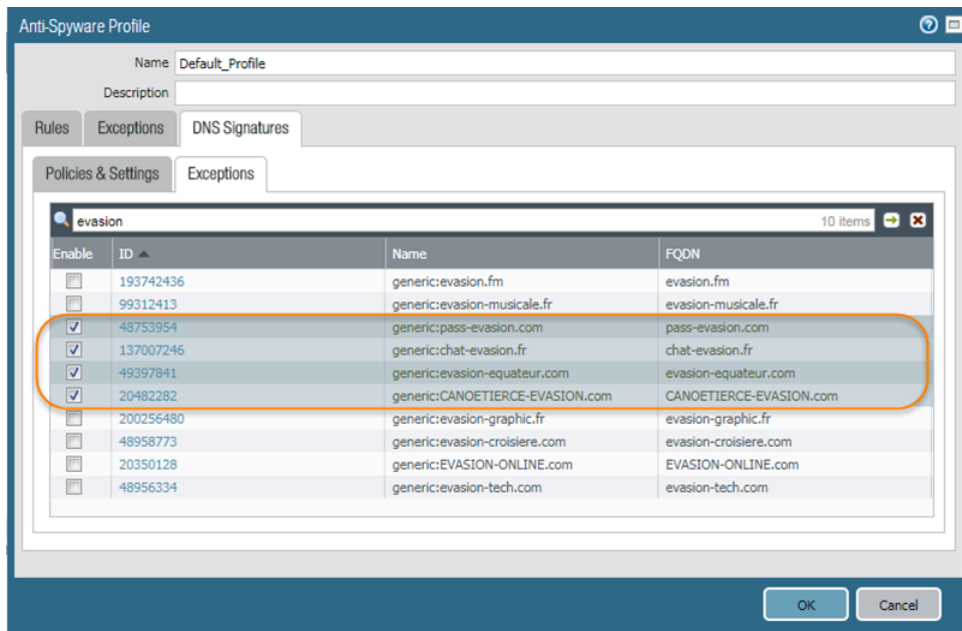 Anti-Spyware Profile
Name Default_Profile
Description
Rules Exceptions DNS Signatures
Policies & Settings Exceptions
evasion 10 items
Enable ID Name FQDN
193742436 generic:evasion.fm evasion.fm
99312413 generic:evasion-musicale.fr evasion-musicale.fr
48753954 generic:pass-evasion.com pass-evasion.com
137007246 generic:chat-evasion.fr chat-evasion.fr
49397841 generic:evasion-equateur.com evasion-equateur.com
20482282 generic:CANOETIERCE-EVASION.com CANOETIERCE-EVASION.com
200256480 generic:evasion-graphic.fr evasion-graphic.fr
48958773 generic:evasion-croisiere.com evasion-croisiere.com
20350128 generic:EVASION-ONLINE.com EVASION-ONLINE.com
48956334 generic:evasion-tech.com evasion-tech.com
OK Cancel